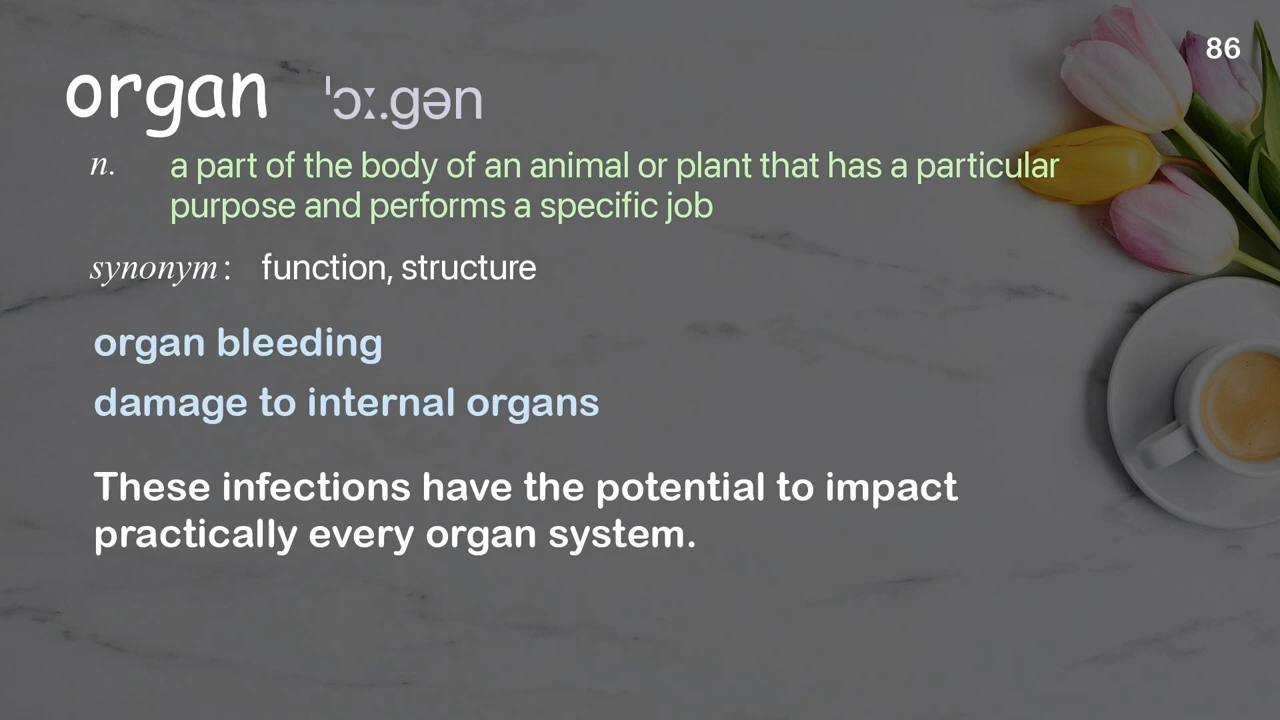 86
organ ˈɔː.gən
n. a part of the body of an animal or plant that has a particular
purpose and performs a specific job
synonym: function, structure
organ bleeding
damage to internal organs
These infections have the potential to impact
practically every organ system.